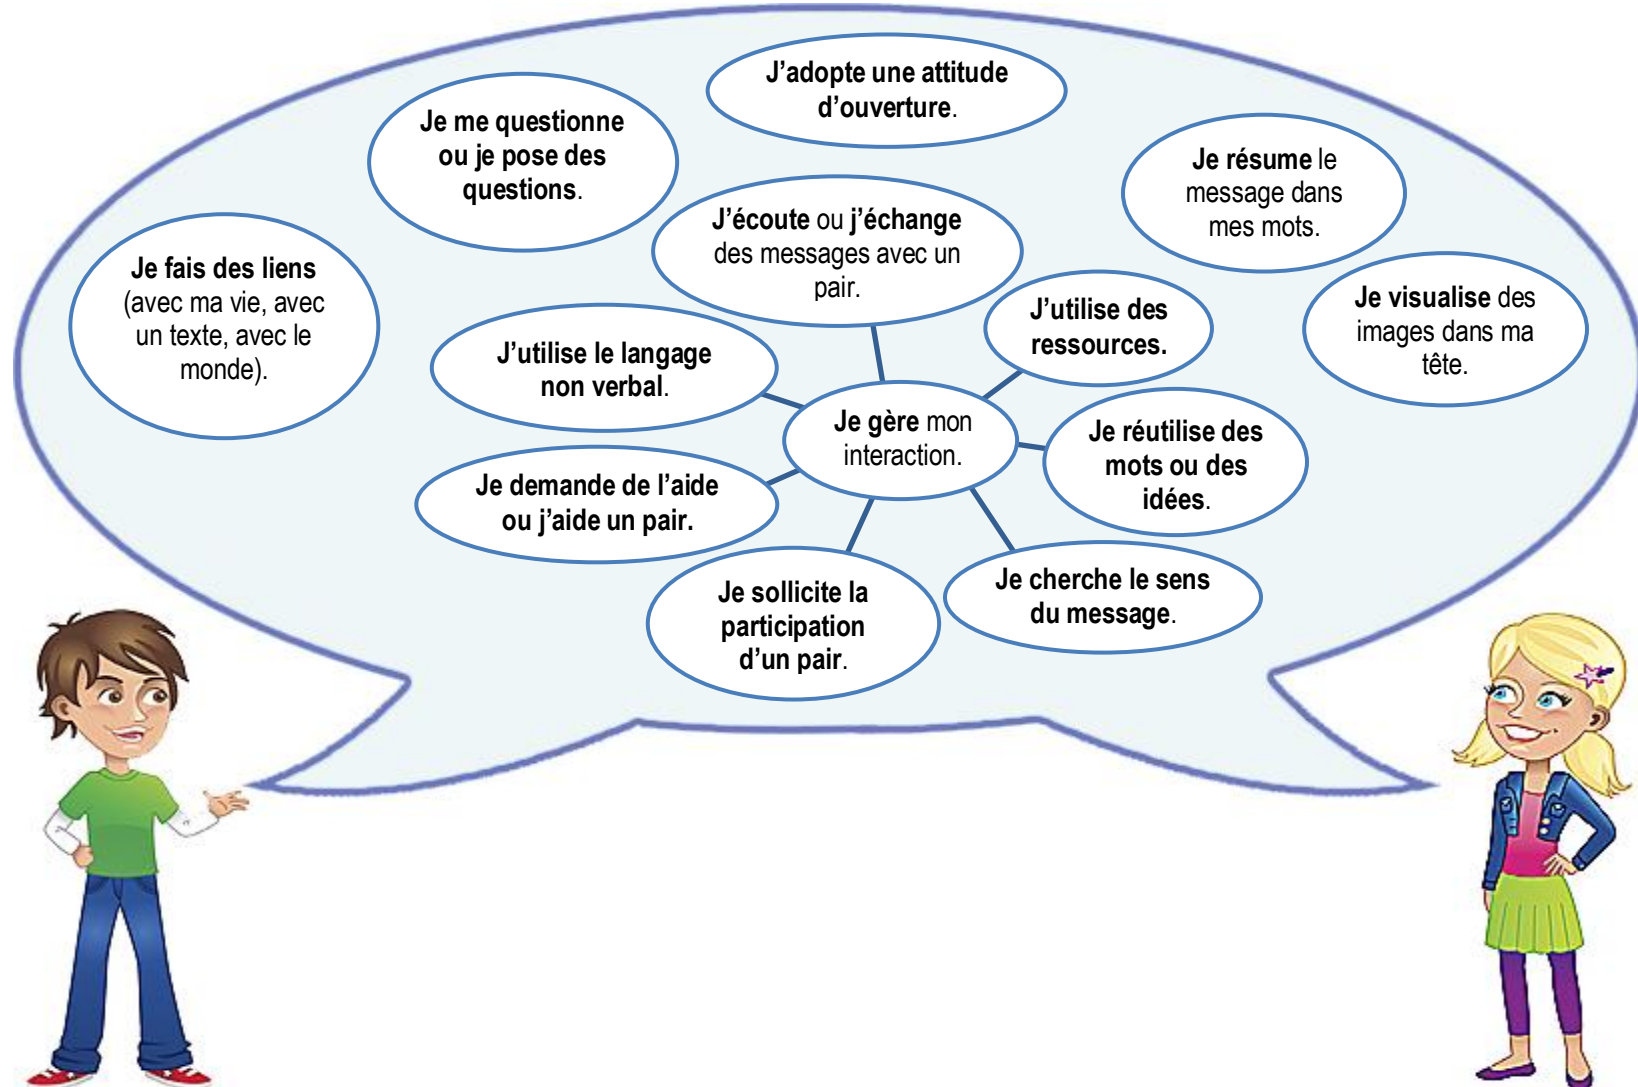 J’adopte une attitude
d’ouverture.
Je me questionne
ou je pose des
questions.
Je résume le
message dans
mes mots.
J’écoute ou j’échange
des messages avec un
pair.
Je fais des liens
(avec ma vie, avec
un texte, avec le
monde).
J’utilise des
ressources.
Je visualise des
images dans ma
tête.
J’utilise le langage
non verbal.
Je gère mon
interaction.
Je réutilise des
mots ou des
idées.
Je demande de l’aide
ou j’aide un pair.
Je sollicite la
participation
d’un pair.
Je cherche le sens
du message.